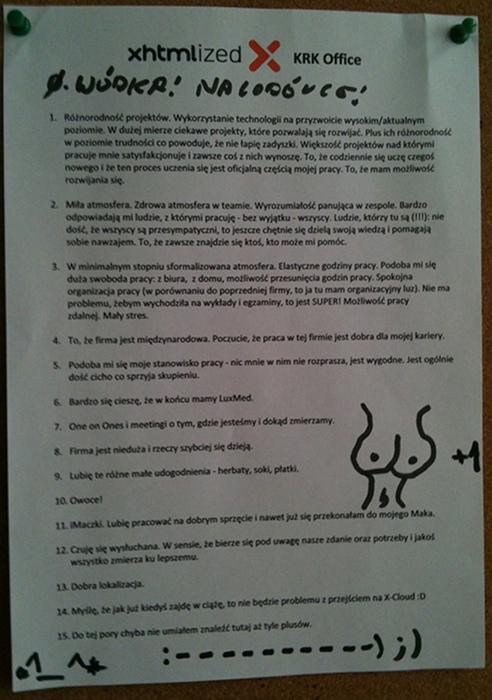 xhtmlized X KRK Office
0. WÓDKA! NA LODÓWCE!
1. Różnorodność projektów. Wykorzystanie technologii na przyzwoicie wysokim/aktualnym
poziomie. W dużej mierze ciekawe projekty, które pozwalają się rozwijać. Plus ich różnorodność
w poziomie trudności co powoduje, że nie łapię zadyszki. Większość projektów nad którymi
pracuje mnie satysfakcjonuje i zawsze coś z nich wynoszę. To, że codziennie się uczę czegoś
nowego i że ten proces uczenia się jest oficjalną częścią mojej pracy. To, że mam możliwość
rozwijania się.
2. Miła atmosfera. Zdrowa atmosfera w teamie. Wyrozumiałość panująca w zespole. Bardzo
odpowiadają mi ludzie, z którymi pracuję - bez wyjątku - wszyscy. Ludzie, którzy tu są (!!!): nie
dość, że wszyscy są przesympatyczni, to jeszcze chętnie się dzielą swoją wiedzą i pomagają
sobie nawzajem. To, że zawsze znajdzie się ktoś, kto może mi pomóc.
3. W minimalnym stopniu sformalizowana atmosfera. Elastyczne godziny pracy. Podoba mi się
duża swoboda pracy: z biura, z domu, możliwość przesunięcia godzin pracy. Spokojna
organizacja pracy (w porównaniu do poprzedniej firmy, to ja tu mam organizacyjny luz). Nie ma
problemu, żebym wychodziła na wykłady i egzaminy, to jest SUPER! Możliwość pracy
zdalnej. Mały stres.
4. To, że firma jest międzynarodowa. Poczucie, że praca w tej firmie jest dobra dla mojej kariery.
5. Podoba mi się moje stanowisko pracy - nic mnie w nim nie rozprasza, jest wygodne. Jest ogólnie
dość cicho co sprzyja skupieniu.
6. Bardzo się cieszę, że w końcu mamy LuxMed.
7. One on Ones i meetingi o tym, gdzie jesteśmy i dokąd zmierzamy.
8. Firma jest nieduża i rzeczy szybciej się dzieją.
9. Lubię te różne małe udogodnienia - herbaty, soki, płatki.
+1
10. Owoce!
11. iMaczki. Lubię pracować na dobrym sprzęcie i nawet już się przekonałam do mojego Maka.
12. Czuję się wysłuchana. W sensie, że bierze się pod uwagę nasze zdanie oraz potrzeby i jakoś
wszystko zmierza ku lepszemu.
13. Dobra lokalizacja.
14. Myślę, że jak już kiedyś zajdę w ciążę, to nie będzie problemu z przejściem na X-Cloud :D
15. Do tej pory chyba nie umiałem znaleźć tutaj aż tyle plusów.
:-----------) ;)